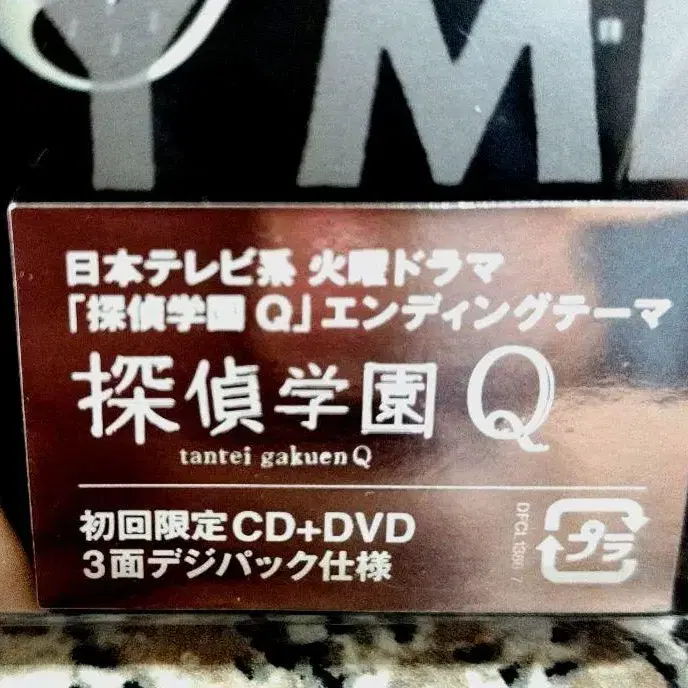 日本テレビ系 火曜ドラマ
「探偵学園 Q」エンディングテーマ
探偵学園 Q
tantei gakuen Q
初回限定CD+DVD
3面デジパック仕様
プラ